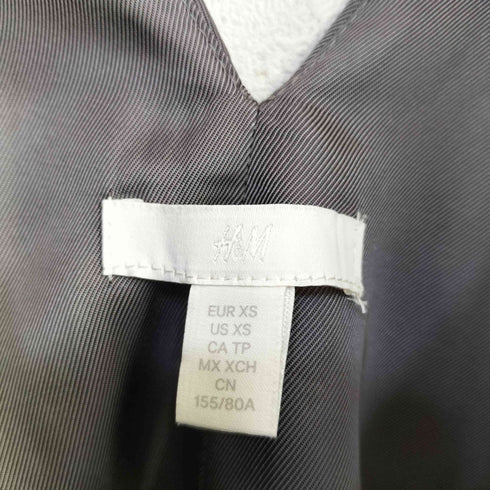 H&M
EUR XS
US XS
CA TP
MX XCH
CN
155/80A